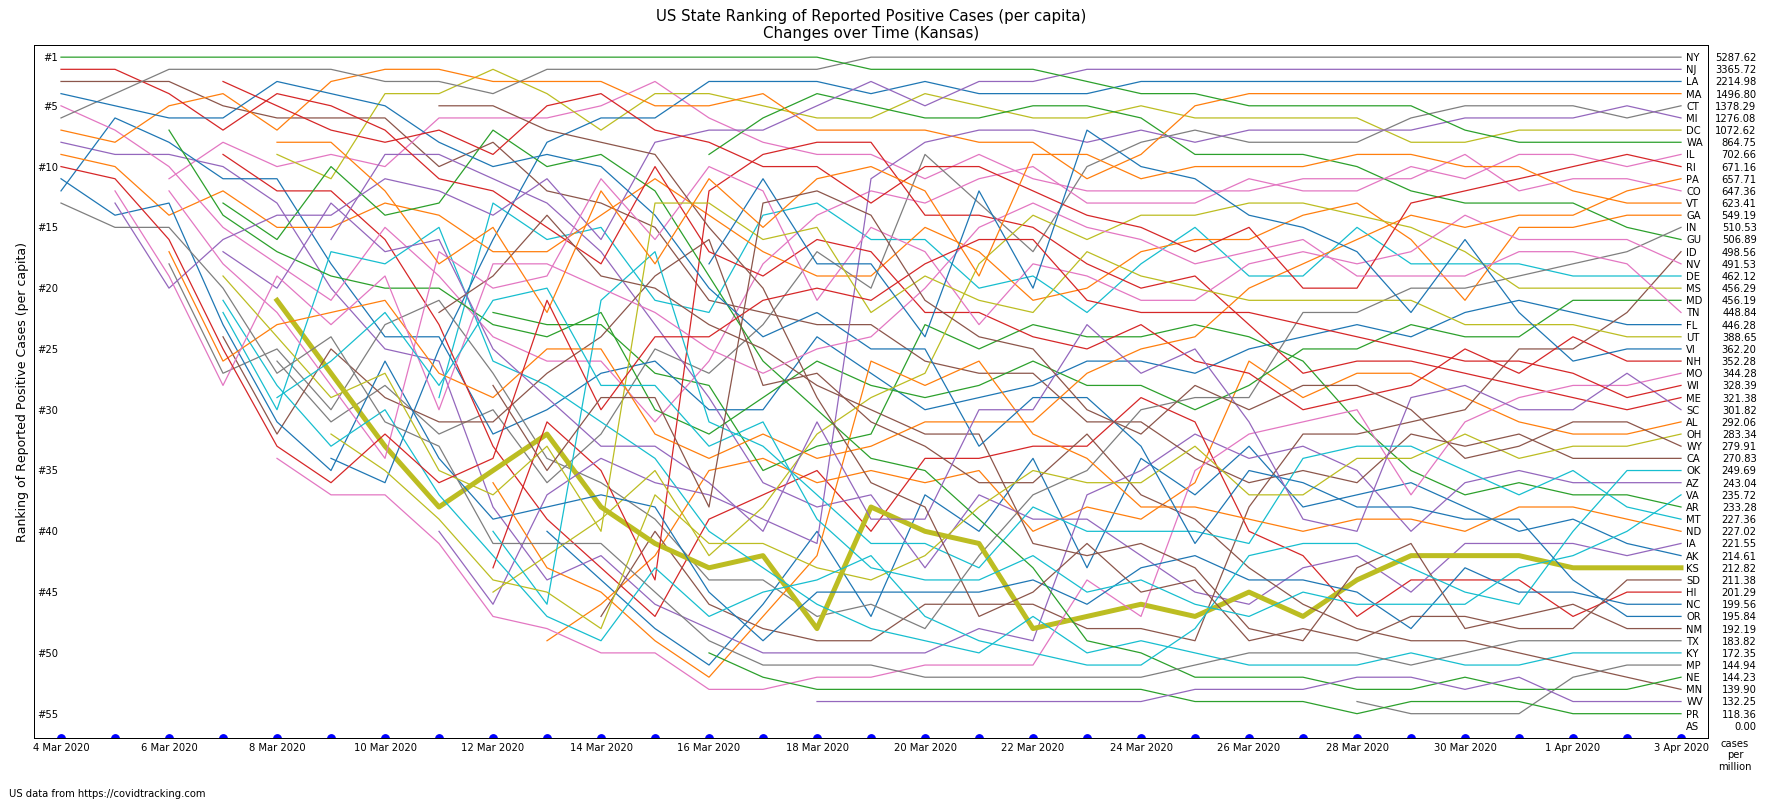 US State Ranking of Reported Positive Cases (per capita)
Changes over Time (Kansas)
Ranking of Reported Positive Cases (per capita)
#1
#5
#10
#15
#20
#25
#30
#35
#40
#45
#50
#55
NY 5287.62
NJ 3365.72
LA 2214.98
MA 1496.80
CT 1378.29
MI 1276.08
DC 1072.62
WA 864.75
IL 702.66
RI 671.16
PA 657.71
CO 647.36
VT 623.41
GA 549.19
IN 510.53
GU 506.89
ID 498.56
NV 491.53
DE 462.12
MS 456.29
MD 456.19
TN 448.84
FL 446.28
UT 388.65
VI 362.20
NH 352.28
MO 344.28
WI 328.39
ME 321.38
SC 301.82
AL 292.06
OH 283.34
WY 279.91
CA 270.83
OK 249.69
AZ 243.04
VA 235.72
AR 233.28
MT 227.36
ND 227.02
IA 221.55
AK 214.61
KS 212.82
SD 211.38
HI 201.29
NC 199.56
OR 195.84
NM 192.19
TX 183.82
KY 172.35
MP 144.94
NE 144.23
MN 139.90
WV 132.25
PR 118.36
AS 0.00
4 Mar 2020 6 Mar 2020 8 Mar 2020 10 Mar 2020 12 Mar 2020 14 Mar 2020 16 Mar 2020 18 Mar 2020 20 Mar 2020 22 Mar 2020 24 Mar 2020 26 Mar 2020 28 Mar 2020 30 Mar 2020 1 Apr 2020 3 Apr 2020
cases
per
million
US data from https://covidtracking.com